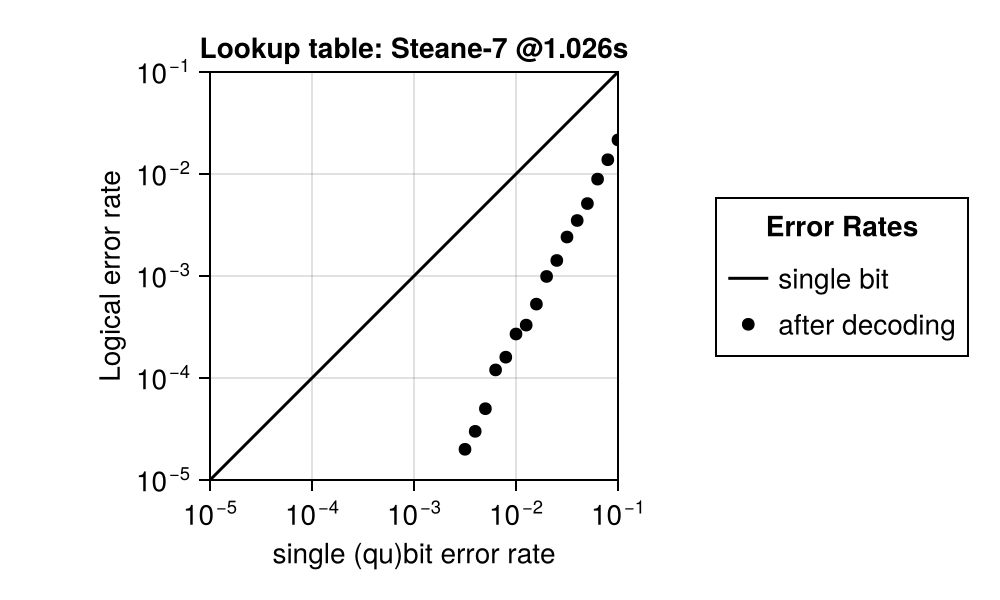 Lookup table: Steane-7 @1.026s
10⁻¹
10⁻²
10⁻³
10⁻⁴
10⁻⁵
Logical error rate
10⁻⁵ 10⁻⁴ 10⁻³ 10⁻² 10⁻¹
single (qu)bit error rate
Error Rates
single bit
after decoding